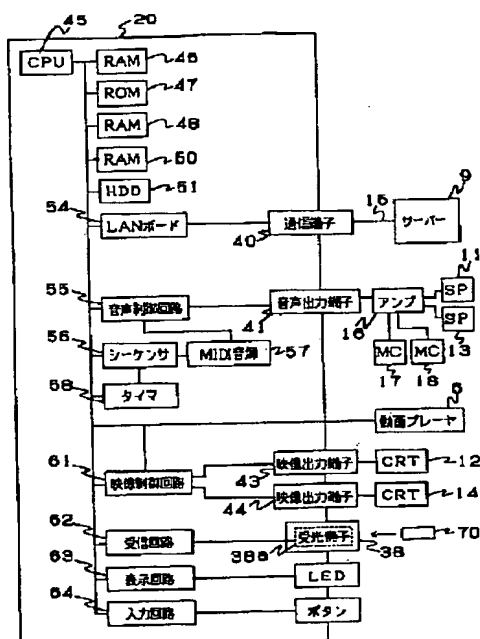 45
20
CPU
RAM
46
ROM
47
RAM
48
RAM
50
HDD
51
54
LANボード
通信端子
40
15
サーバー
9
55
音声制御回路
音声出力端子
41
アンプ
16
SP
11
SP
13
MC
17
MC
18
56
シーケンサ
MIDI音源
57
58
タイマ
動画プレーヤ
5
61
映像制御回路
映像出力端子
43
CRT
12
映像出力端子
44
CRT
14
62
受信回路
受光素子
38a
38
70
63
表示回路
LED
64
入力回路
ボタン